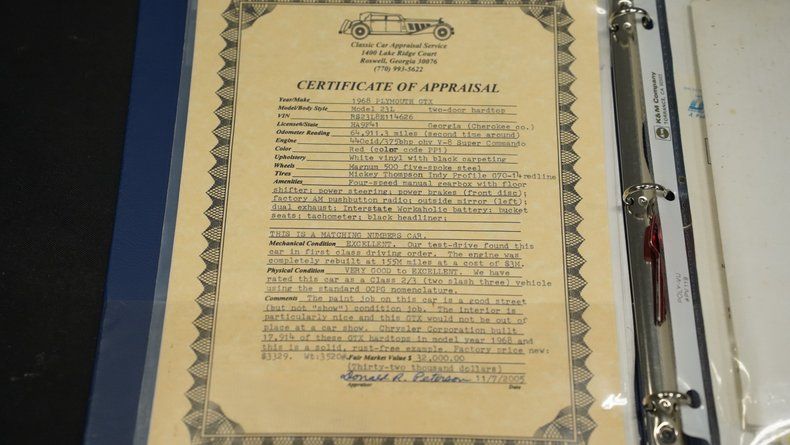 Classic Car Appraisal Service
1400 Lake Ridge Court
Roswell, Georgia 30076
(770) 993-5622
CERTIFICATE OF APPRAISAL
Year/Make 1968 PLYMOUTH GTX
Model/Body Style Model 23L two-door hardtop
VIN RS23L8E114626
License#/State HA9P41 Georgia (Cherokee co.)
Odometer Reading 64,911.3 miles (second time around)
Engine 440cid/375bhp ohv V-8 Super Commando
Color Red (color code PP1)
Upholstery White vinyl with black carpeting
Wheels Magnum 500 five-spoke steel
Tires Mickey Thompson Indy Profile G70-14 redline
Amenities Four-speed manual gearbox with floor
shifter; power steering; power brakes (front disc);
factory AM pushbutton radio; outside mirror (left);
dual exhaust; Interstate Workaholic battery; bucket
seats; tachometer; black headliner;
THIS IS A MATCHING NUMBERS CAR.
Mechanical Condition EXCELLENT. Our test-drive found this
car in first class driving order. The engine was
completely rebuilt at 155M miles at a cost of $3M.
Physical Condition VERY GOOD to EXCELLENT. We have
rated this car as a Class 2/3 (two slash three) vehicle
using the standard OCPG nomenclature.
Comments The paint job on this car is a good street
(but not "show") condition job. The interior is
particularly nice and this GTX would not be out of
place at a car show. Chrysler Corporation built
17,914 of these GTX hardtops in model year 1968 and
this is a solid, rust-free example. Factory price new:
$3329. Wt:3520# Fair Market Value $ 32,000.00
(Thirty-two thousand dollars)
Donald R. Peterson 11/7/2005
Appraiser Date
K&M Company
TORRANCE, CA
POLY-VU